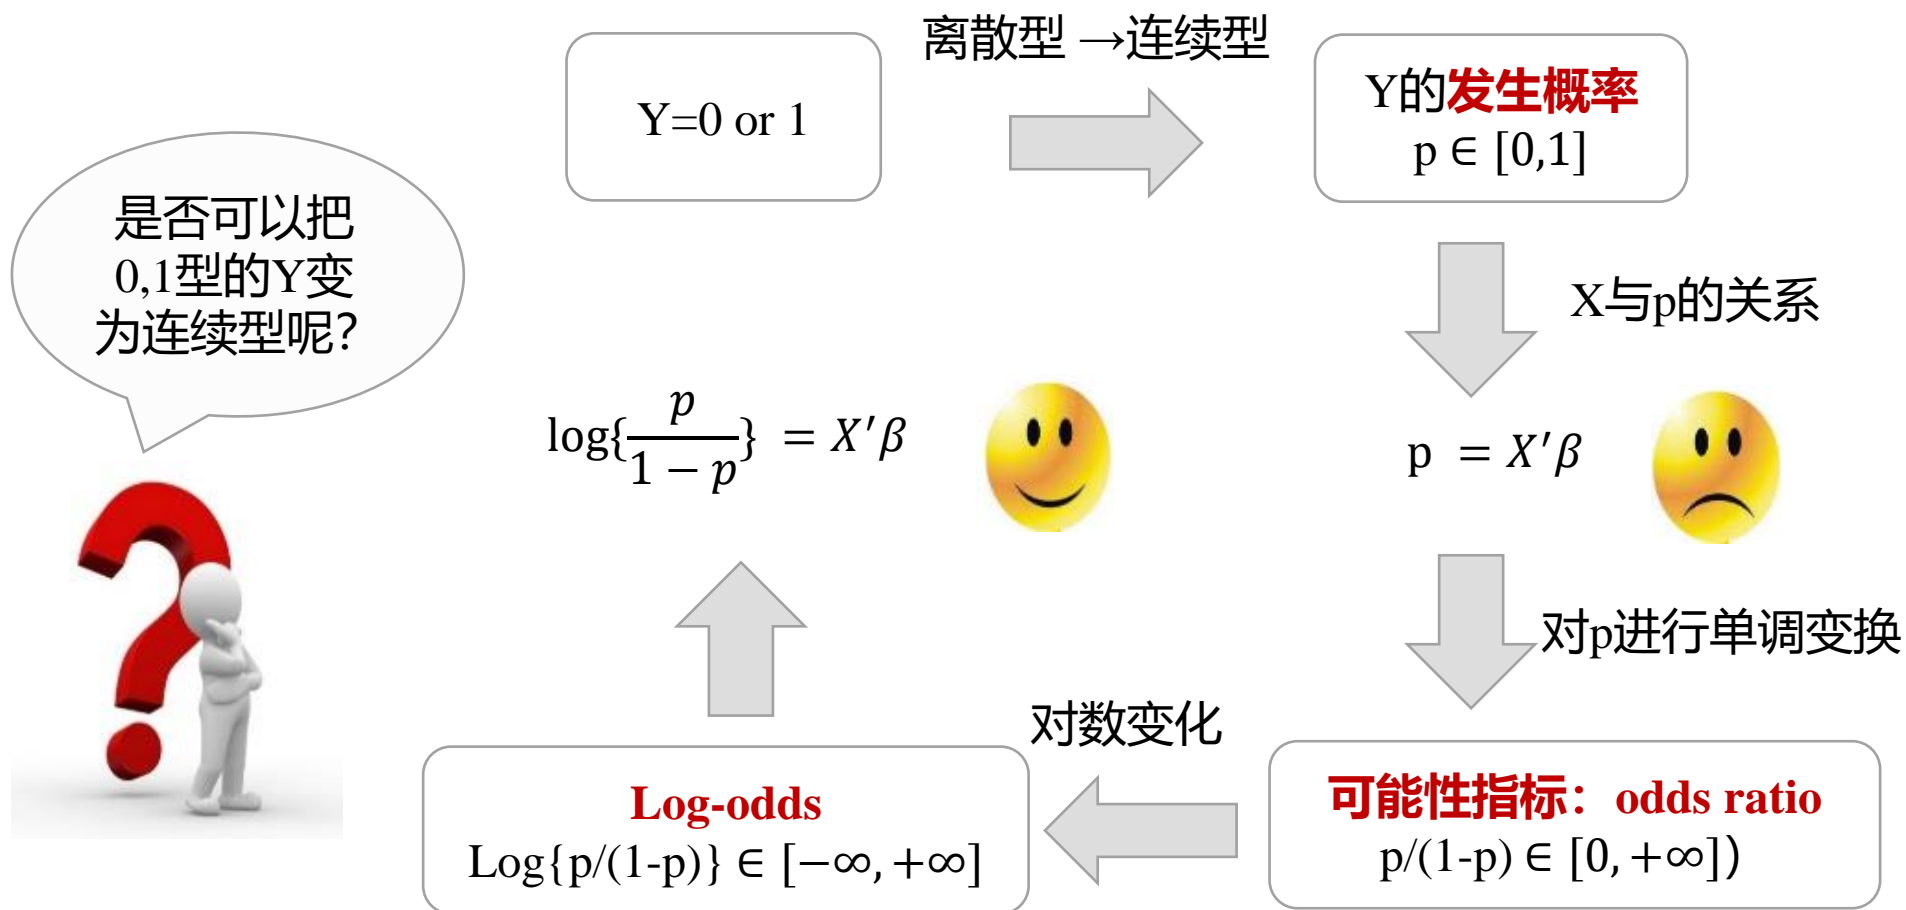 离散型 →连续型
Y=0 or 1
Y的发生概率
p ∈ [0,1]
是否可以把
0,1型的Y变
为连续型呢?
X与p的关系
log{p/(1 − p)} = X′β
p = X′β
对p进行单调变换
对数变化
Log-odds
Log{p/(1-p)} ∈ [−∞, +∞]
可能性指标：odds ratio
p/(1-p) ∈ [0, +∞])